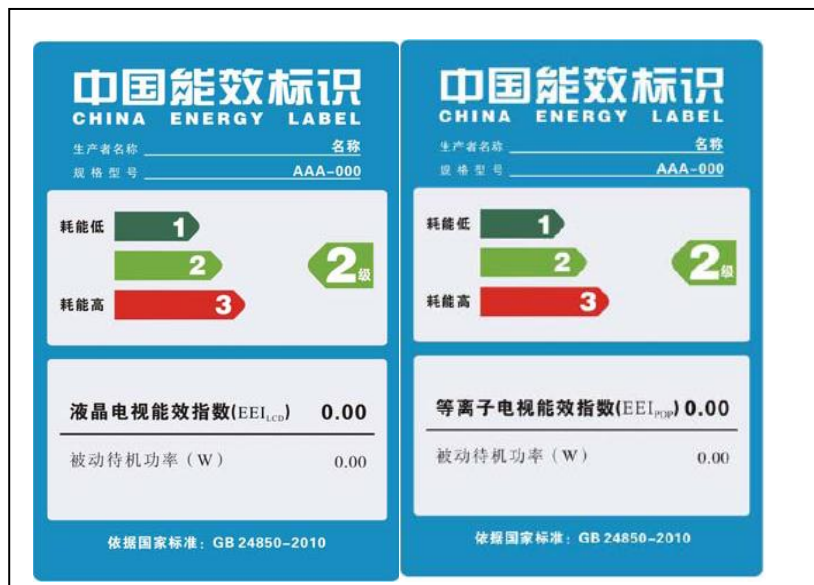 中国能效标识
CHINA ENERGY LABEL
生产者名称 名称
规格型号 AAA-000
耗能低 1
2
2级
耗能高 3
液晶电视能效指数(EEILCD) 0.00
被动待机功率（W） 0.00
依据国家标准：GB 24850-2010
中国能效标识
CHINA ENERGY LABEL
生产者名称 名称
规格型号 AAA-000
耗能低 1
2
2级
耗能高 3
等离子电视能效指数(EEIPDP) 0.00
被动待机功率（W） 0.00
依据国家标准：GB 24850-2010